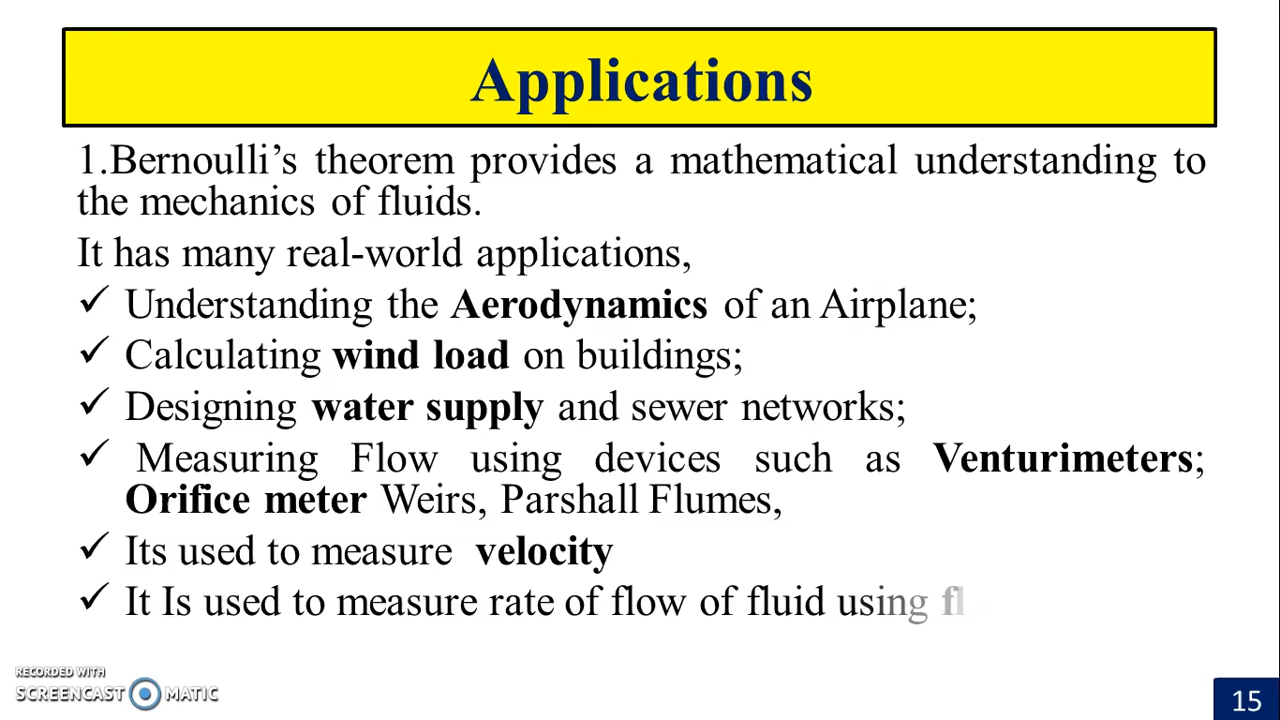 Applications
1.Bernoulli’s theorem provides a mathematical understanding to
the mechanics of fluids.
It has many real-world applications,
✓ Understanding the Aerodynamics of an Airplane;
✓ Calculating wind load on buildings;
✓ Designing water supply and sewer networks;
✓ Measuring Flow using devices such as Venturimeters;
Orifice meter Weirs, Parshall Flumes,
✓ Its used to measure velocity
✓ It Is used to measure rate of flow of fluid using
RECORDED WITH
SCREENCAST MATIC
15